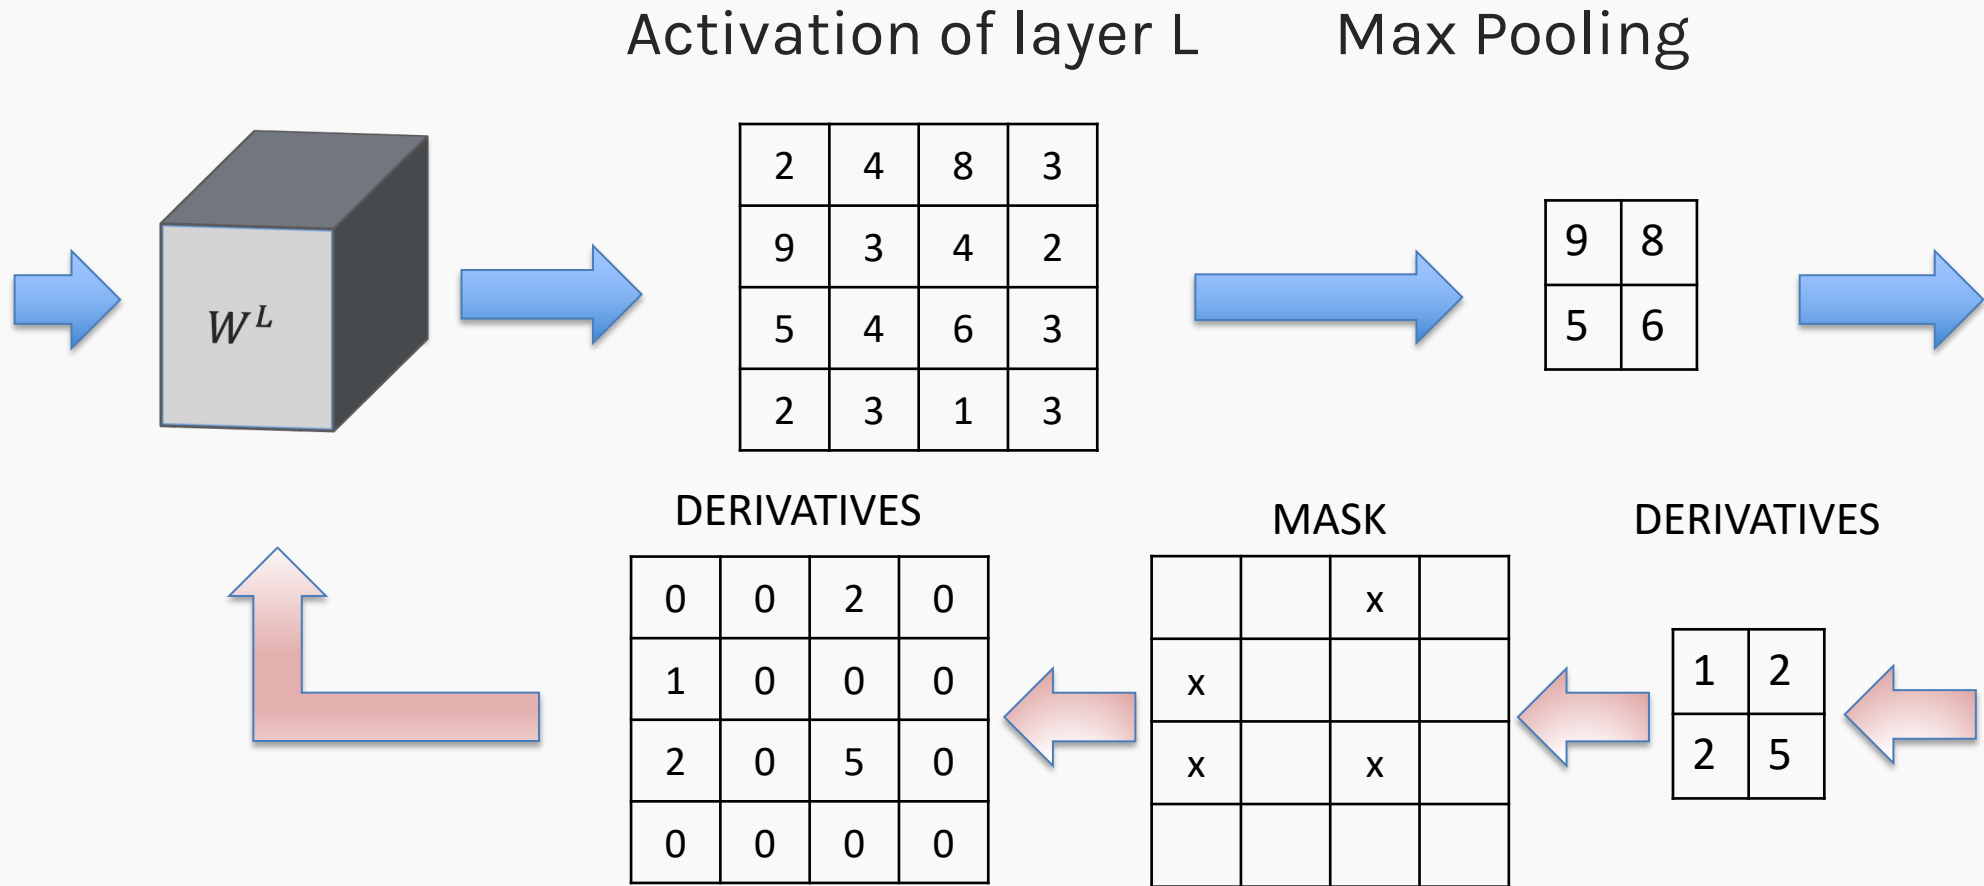 Activation of layer L Max Pooling
2 4 8 3
9 3 4 2
5 4 6 3
2 3 1 3
W^L
9 8
5 6
DERIVATIVES MASK DERIVATIVES
0 0 2 0
1 0 0 0
2 0 5 0
0 0 0 0
x
x
x x
1 2
2 5